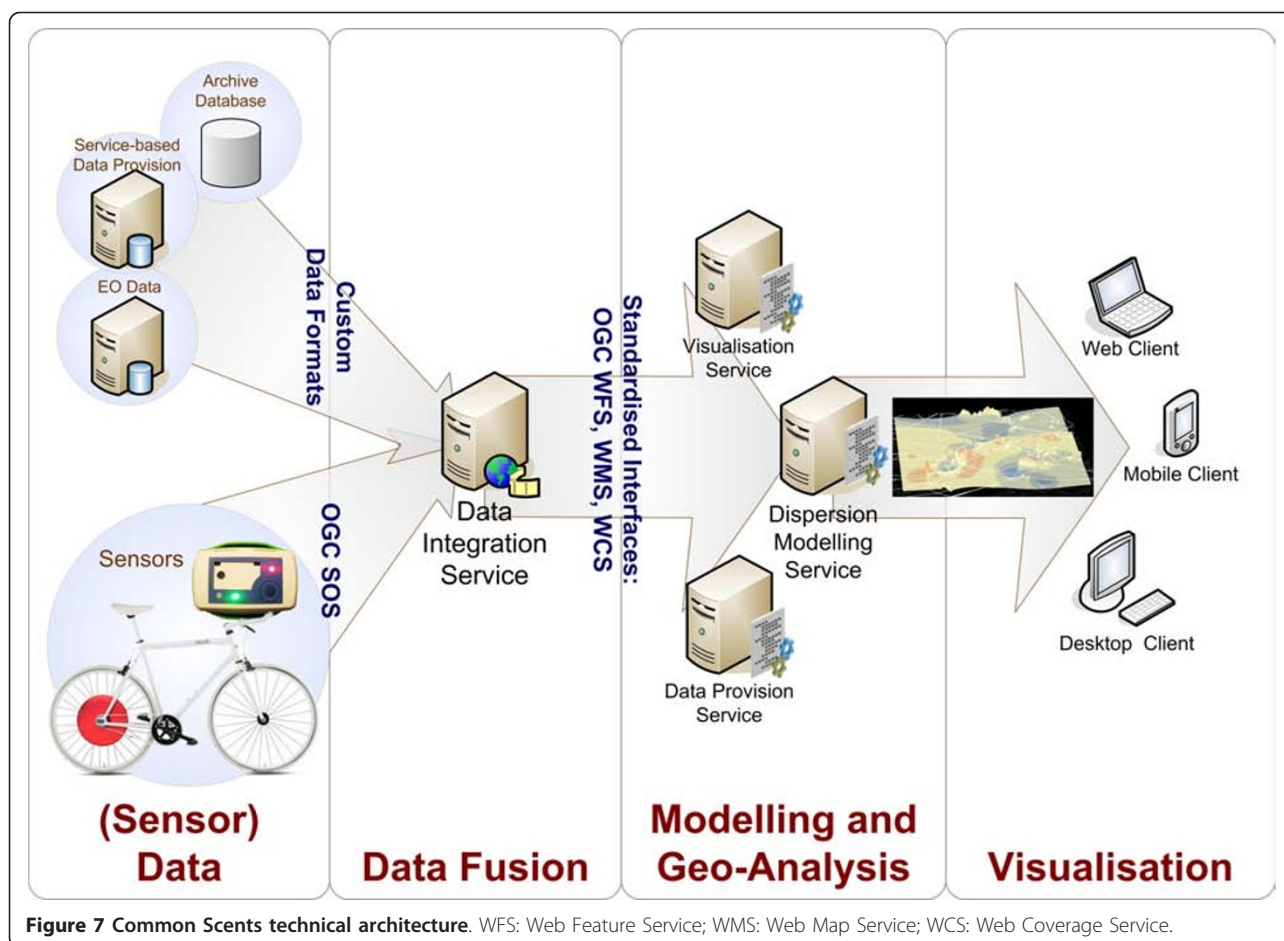 Archive
Database
Service-based
Data Provision
EO Data
Custom
Data Formats
Sensors
OGC SOS
(Sensor)
Data
Data
Integration
Service
Data Fusion
Standardised Interfaces:
OGC WFS, WMS, WCS
Visualisation
Service
Dispersion
Modelling
Service
Data Provision
Service
Modelling and
Geo-Analysis
Web Client
Mobile Client
Desktop Client
Visualisation
Figure 7 Common Scents technical architecture. WFS: Web Feature Service; WMS: Web Map Service; WCS: Web Coverage Service.